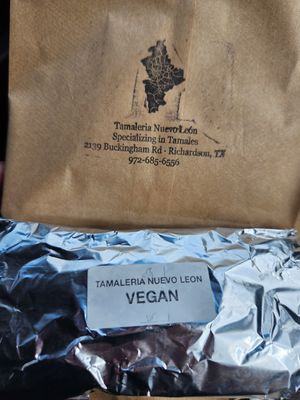 Tamaleria Nuevo León
Specializing in Tamales
2139 Buckingham Rd - Richardson, TX
972-685-6556
TAMALERIA NUEVO LEON
VEGAN